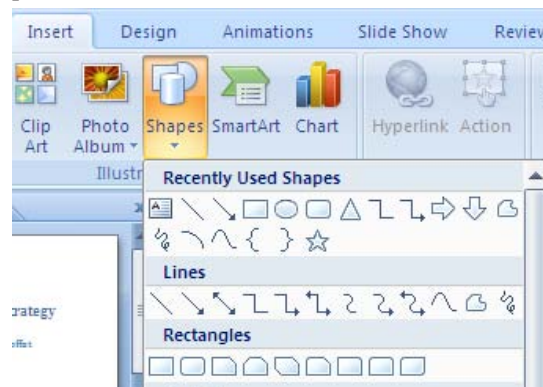 Insert Design Animations Slide Show Review
Clip Art Photo Album Shapes SmartArt Chart Hyperlink Action
Illustr
Recently Used Shapes
A
Lines
rategy
Rectangles